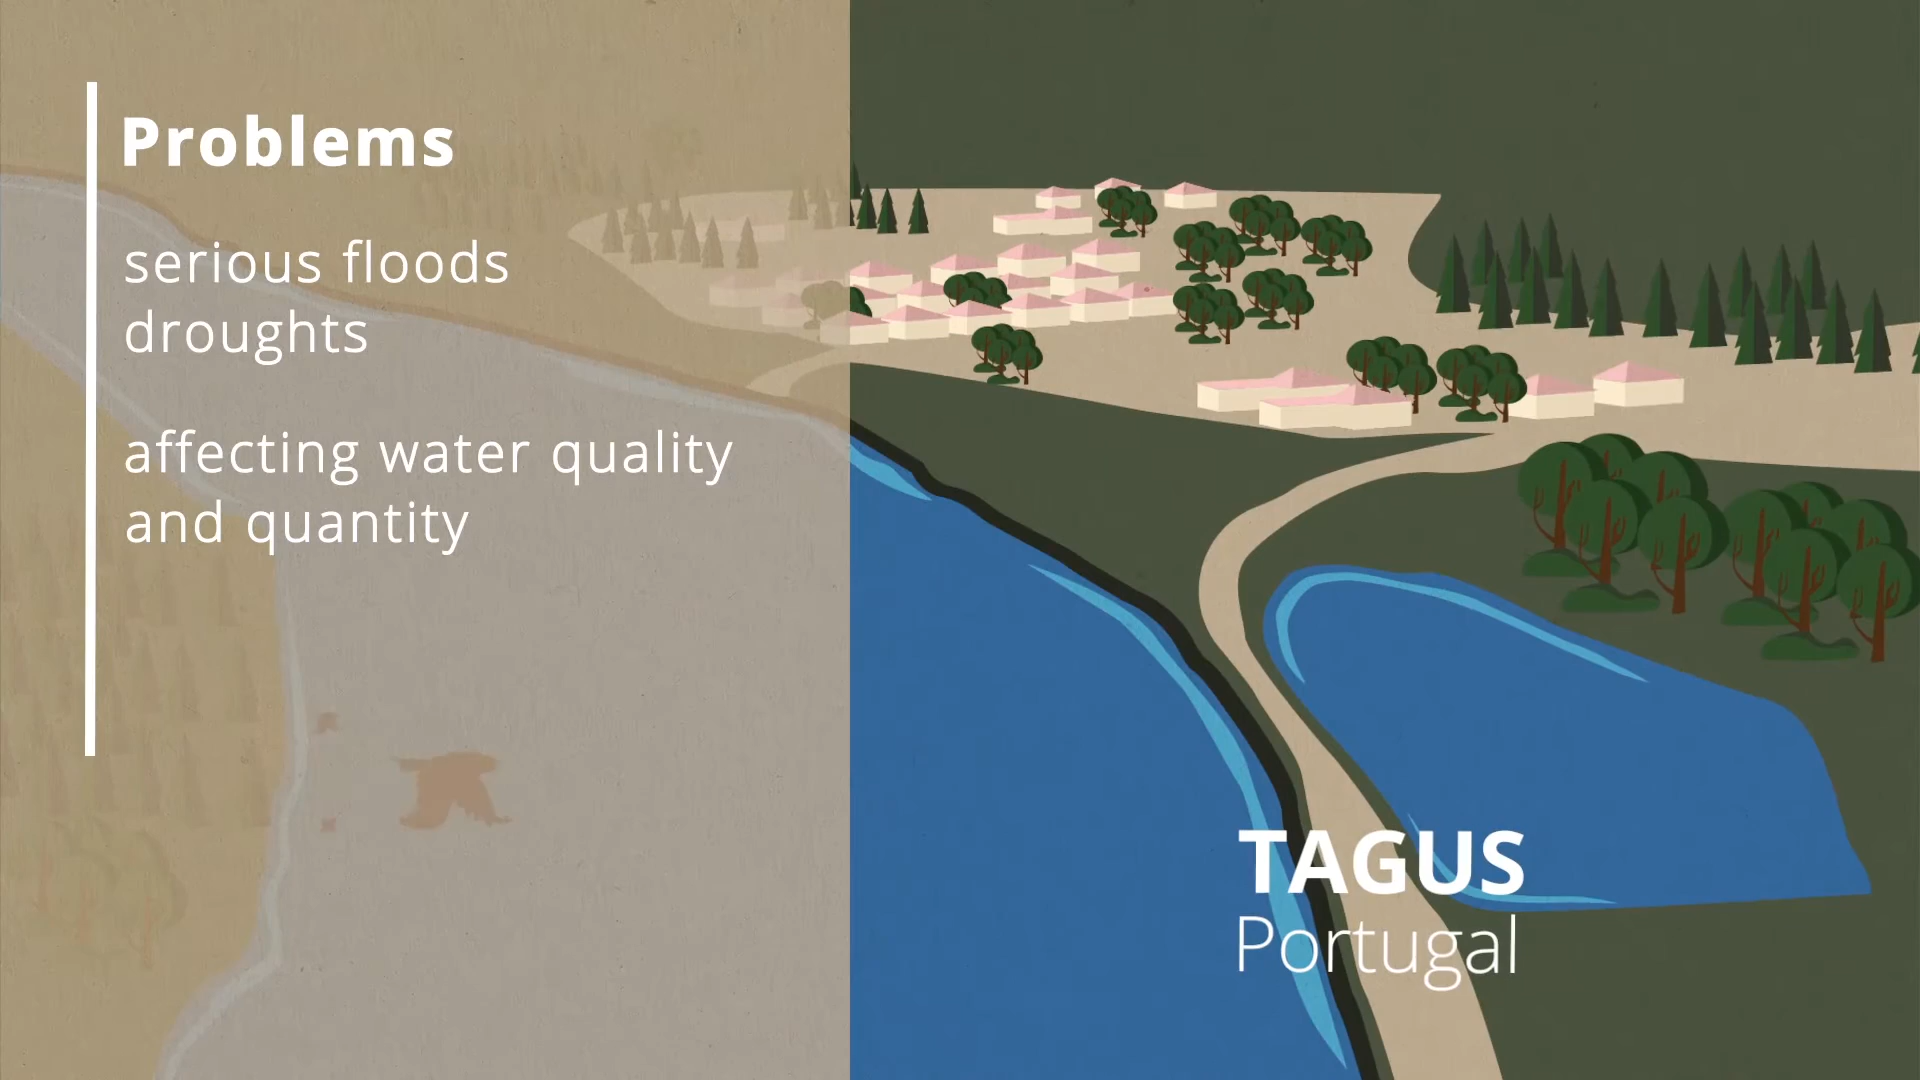 Problems
serious floods
droughts
affecting water quality
and quantity
TAGUS
Portugal